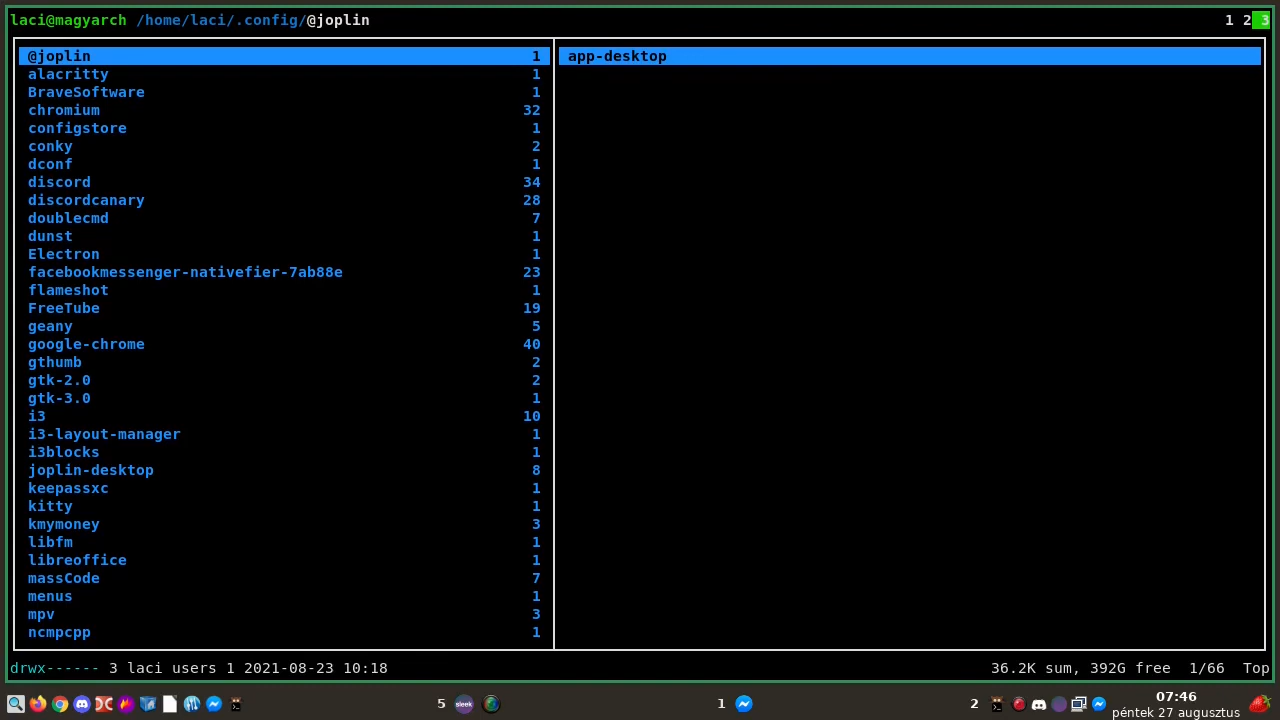 laci@magyarch /home/laci/.config/@joplin 1 2 3
@joplin 1 app-desktop
alacritty 1
BraveSoftware 1
chromium 32
configstore 1
conky 2
dconf 1
discord 34
discordcanary 28
doublecmd 7
dunst 1
Electron 1
facebookmessenger-nativefier-7ab88e 23
flameshot 1
FreeTube 19
geany 5
google-chrome 40
gthumb 2
gtk-2.0 2
gtk-3.0 1
i3 10
i3-layout-manager 1
i3blocks 1
joplin-desktop 8
keepassxc 1
kitty 1
kmymoney 3
libfm 1
libreoffice 1
massCode 7
menus 1
mpv 3
ncmpcpp 1
drwx------ 3 laci users 1 2021-08-23 10:18 36.2K sum, 392G free 1/66 Top
DC 5 sleek 1 2 07:46
péntek 27 augusztus